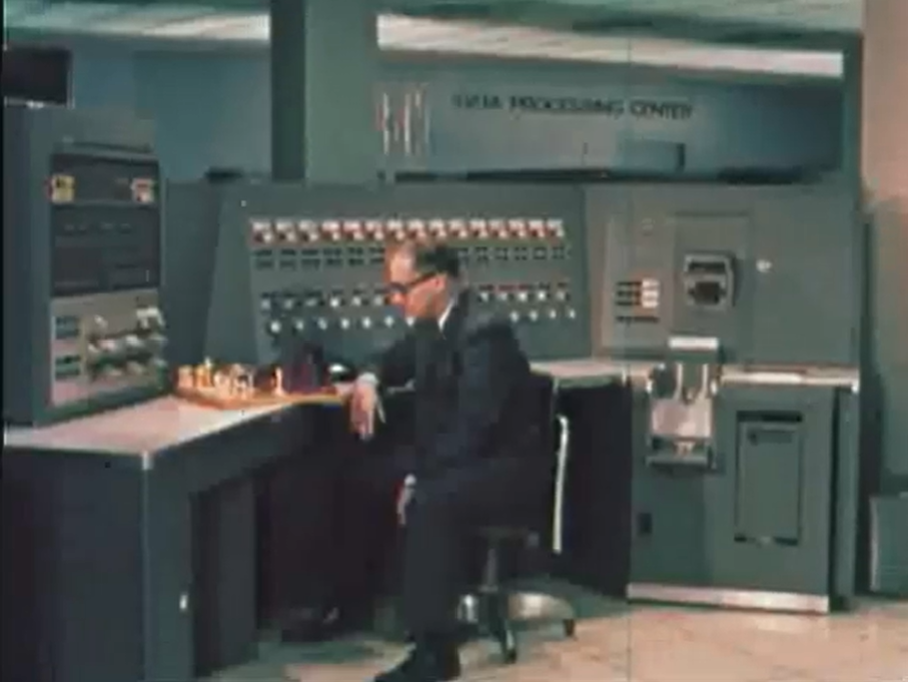 DATA PROCESSING CENTER